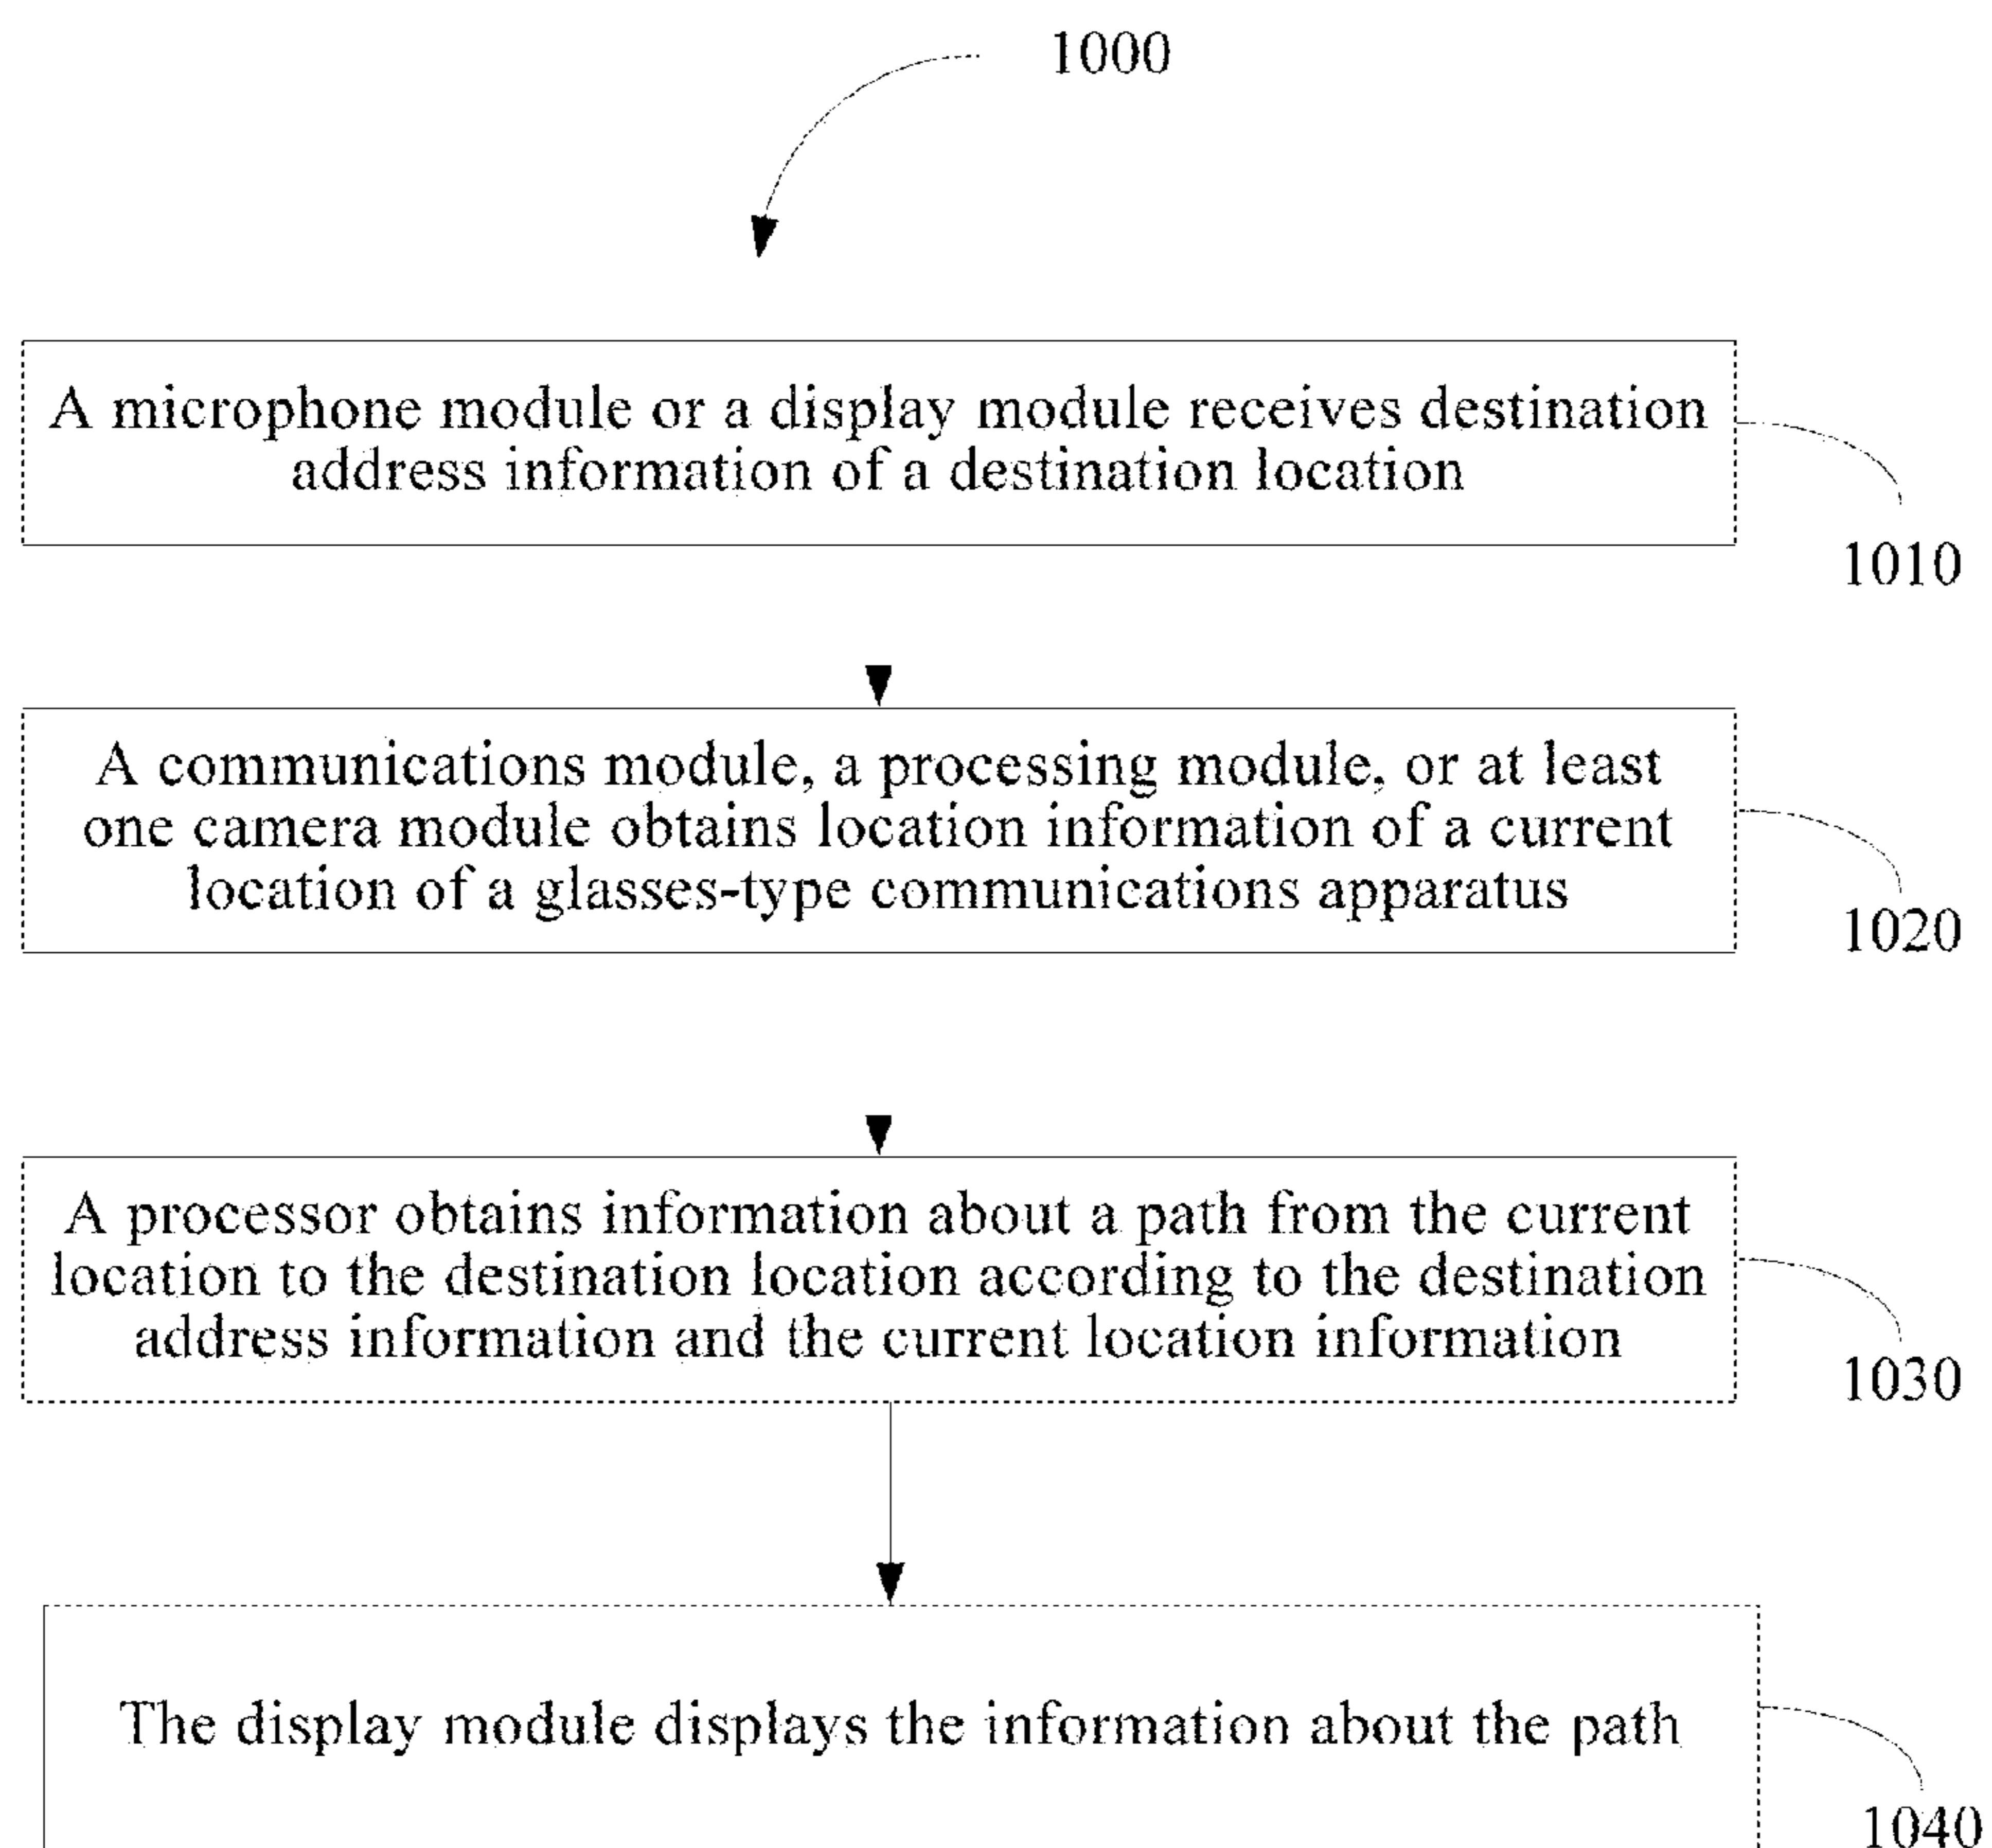 1000
A microphone module or a display module receives destination
address information of a destination location
1010
A communications module, a processing module, or at least
one camera module obtains location information of a current
location of a glasses-type communications apparatus
1020
A processor obtains information about a path from the current
location to the destination location according to the destination
address information and the current location information
1030
The display module displays the information about the path
1040